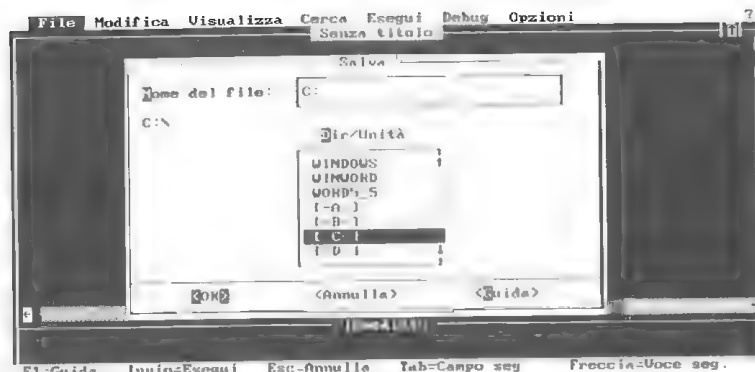 File Modifica Visualizza Cerca Esegui Debug Opzioni ?
Senza titolo
Salva
Nome del file: C:
C:\
Dir/Unità
WINDOWS
WINWORD
WORD5_5
[-A-]
[-B-]
[-C-]
[-D-]
<OK> <Annulla> <Guida>
F1=Guida Invio=Esegui Esc=Annulla Tab=Campo seg Freccia=Voce seg.